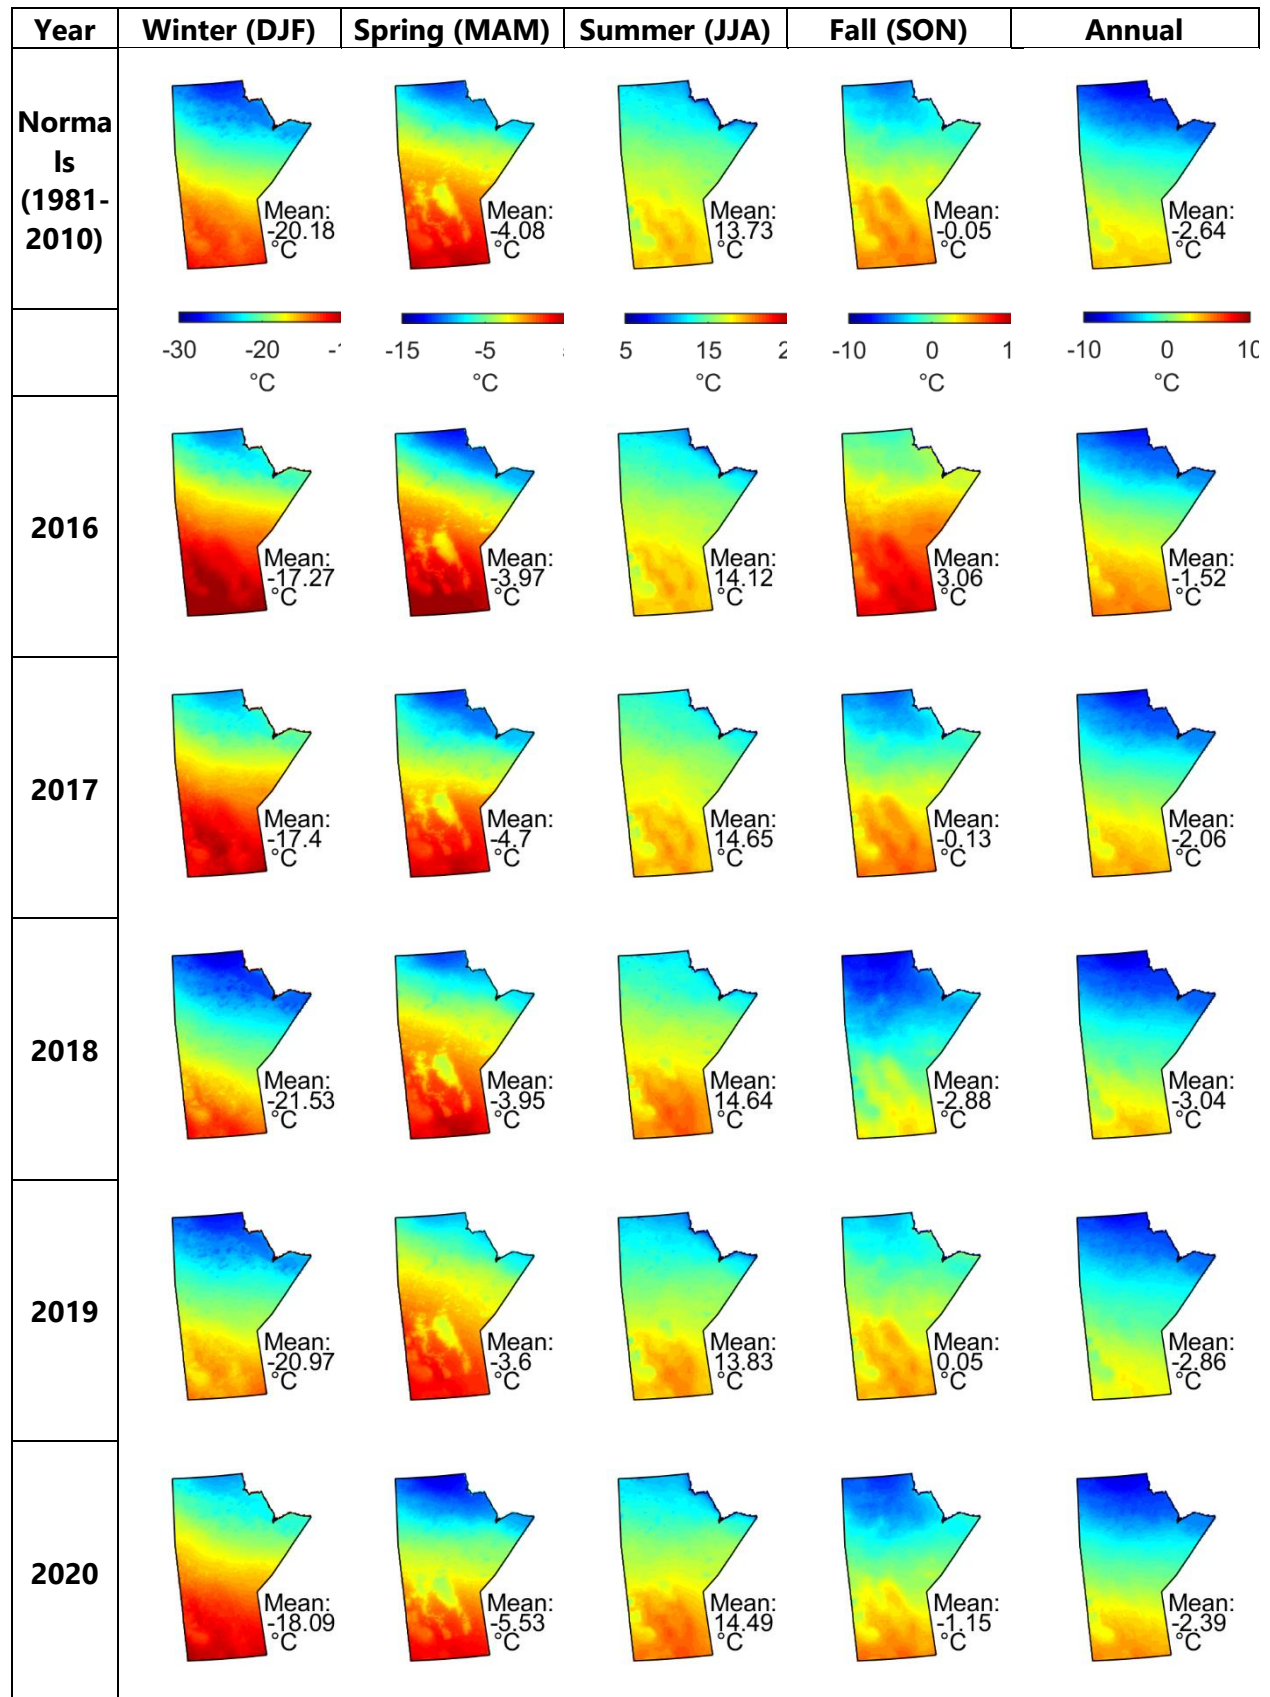 Year Winter (DJF) Spring (MAM) Summer (JJA) Fall (SON) Annual
Norma
ls
(1981-
2010)
Mean:
-20.18
°C
Mean:
-4.08
°C
Mean:
13.73
°C
Mean:
-0.05
°C
Mean:
-2.64
°C
-30 -20 -1
°C
-15 -5
°C
5 15 2
°C
-10 0 1
°C
-10 0 10
°C
2016
Mean:
-17.27
°C
Mean:
-3.97
°C
Mean:
14.12
°C
Mean:
3.06
°C
Mean:
-1.52
°C
2017
Mean:
-17.4
°C
Mean:
-4.7
°C
Mean:
14.65
°C
Mean:
-0.13
°C
Mean:
-2.06
°C
2018
Mean:
-21.53
°C
Mean:
-3.95
°C
Mean:
14.64
°C
Mean:
-2.88
°C
Mean:
-3.04
°C
2019
Mean:
-20.97
°C
Mean:
-3.6
°C
Mean:
13.83
°C
Mean:
0.05
°C
Mean:
-2.86
°C
2020
Mean:
-18.09
°C
Mean:
-5.53
°C
Mean:
14.49
°C
Mean:
-1.15
°C
Mean:
-2.39
°C